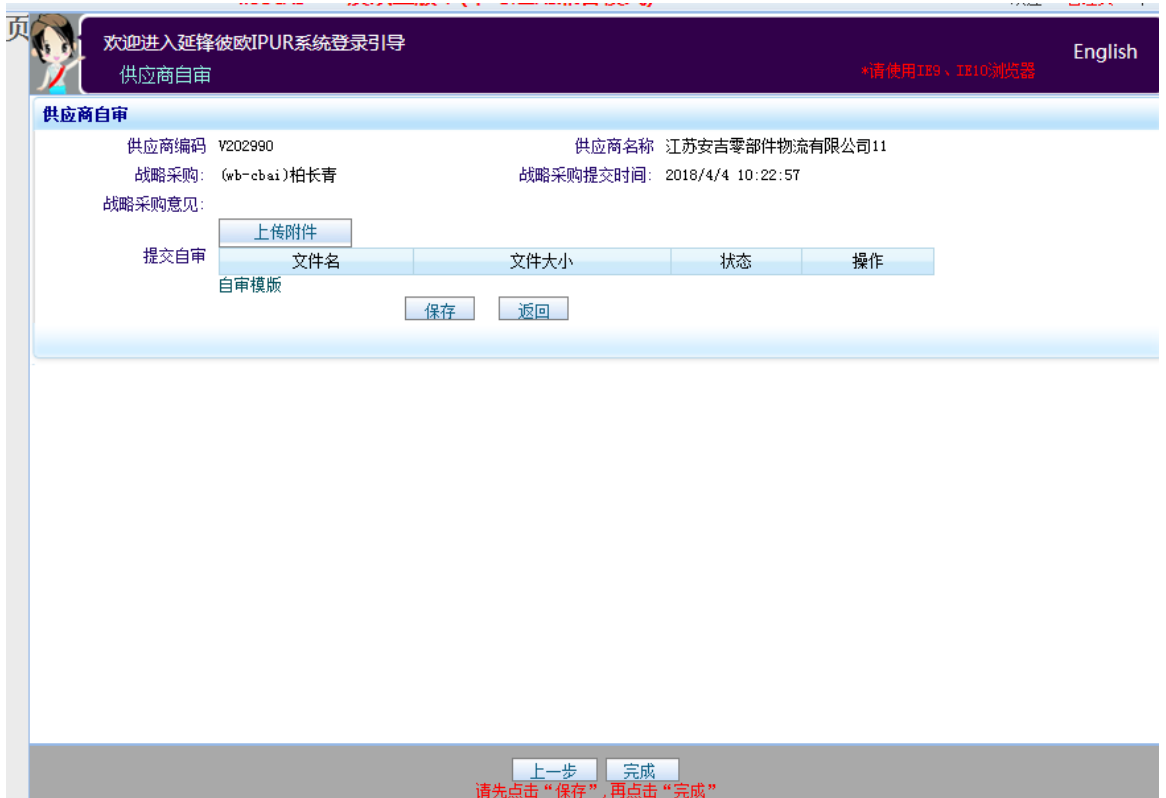 页
欢迎进入延锋彼欧IPUR系统登录引导
English
供应商自审
*请使用IE9、IE10浏览器
供应商自审
供应商编码 V202990 供应商名称 江苏安吉零部件物流有限公司11
战略采购: (wb-cbai)柏长青 战略采购提交时间: 2018/4/4 10:22:57
战略采购意见:
上传附件
提交自审 文件名 文件大小 状态 操作
自审模版
保存 返回
上一步 完成
请先点击“保存”,再点击“完成”